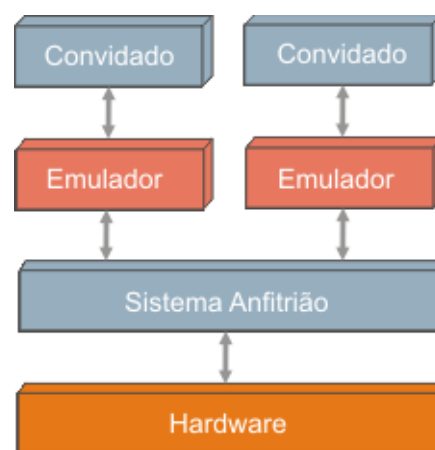 Convidado
Convidado
Emulador
Emulador
Sistema Anfitrião
Hardware